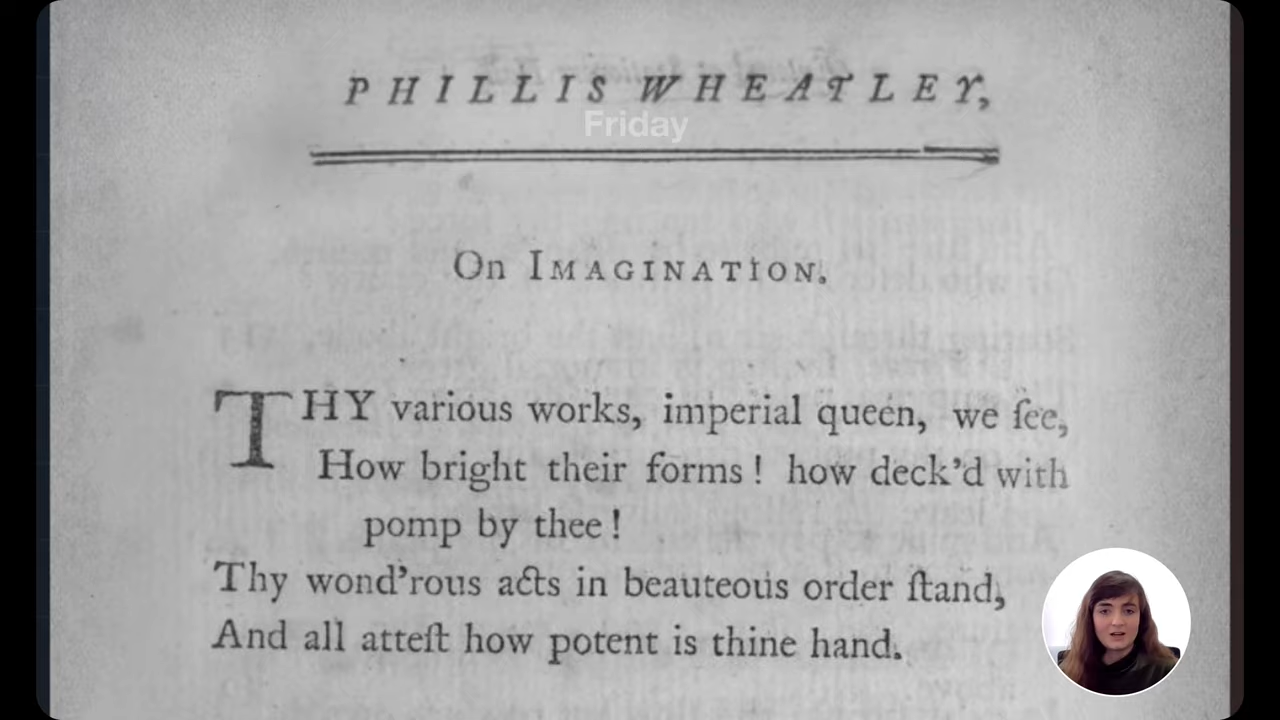 PHILLIS WHEATLEY,
Friday
On IMAGINATION.
THY various works, imperial queen, we ſee,
How bright their forms! how deck'd with
pomp by thee!
Thy wond'rous acts in beauteous order ſtand,
And all atteſt how potent is thine hand.